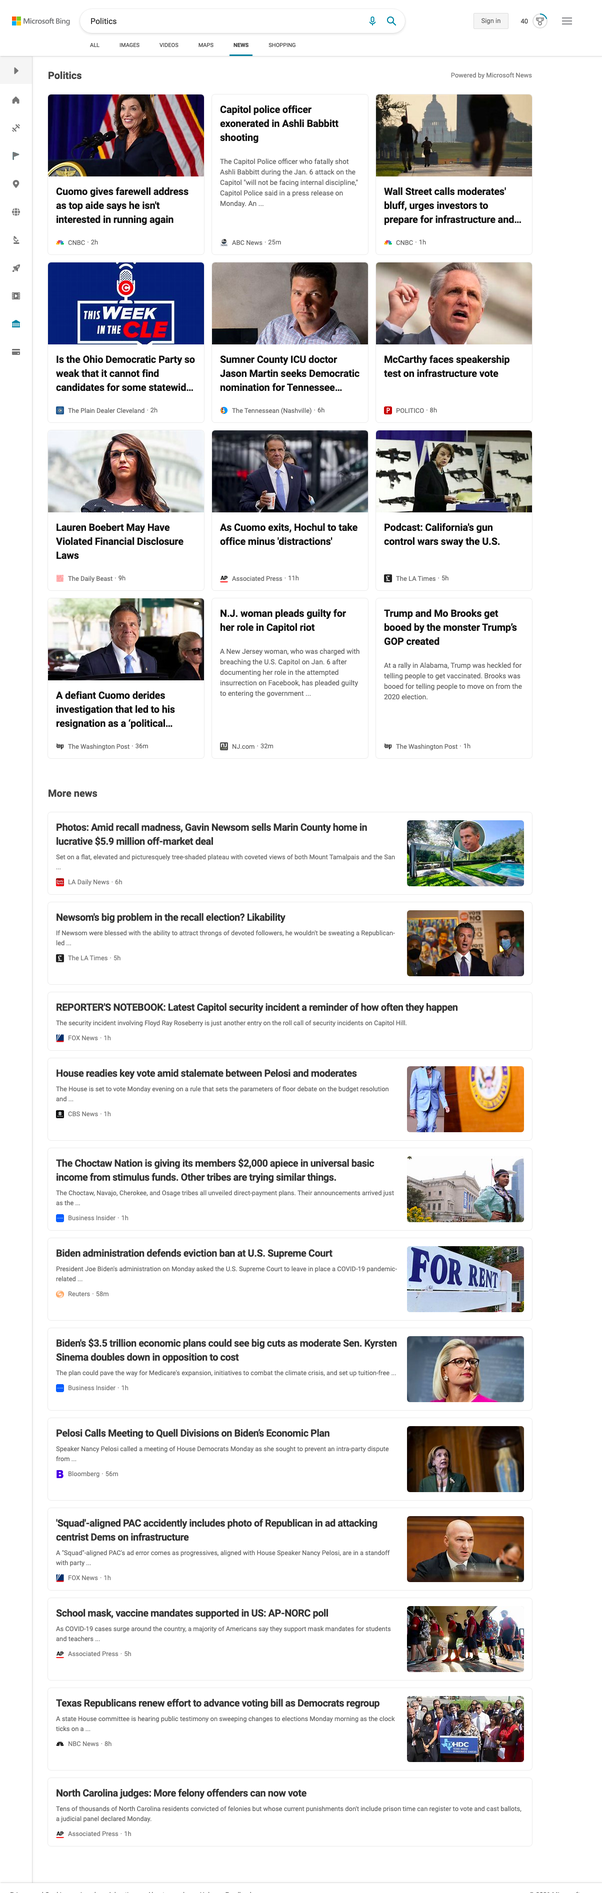 Microsoft Bing
Politics
Sign in
40
ALL
IMAGES
VIDEOS
MAPS
NEWS
SHOPPING
Politics
Powered by Microsoft News
Cuomo gives farewell address
as top aide says he isn't
interested in running again
CNBC · 2h
Capitol police officer
exonerated in Ashli Babbitt
shooting
The Capitol Police officer who fatally shot
Ashli Babbitt during the Jan. 6 attack on the
Capitol "will not be facing internal discipline,"
Capitol Police said in a press release on
Monday. An ...
ABC News · 25m
Wall Street calls moderates'
bluff, urges investors to
prepare for infrastructure and...
CNBC · 1h
THIS WEEK
IN THE CLE
Is the Ohio Democratic Party so
weak that it cannot find
candidates for some statewid...
The Plain Dealer Cleveland · 2h
Sumner County ICU doctor
Jason Martin seeks Democratic
nomination for Tennessee...
The Tennessean (Nashville) · 6h
McCarthy faces speakership
test on infrastructure vote
POLITICO · 8h
Lauren Boebert May Have
Violated Financial Disclosure
Laws
The Daily Beast · 9h
As Cuomo exits, Hochul to take
office minus 'distractions'
AP Associated Press · 11h
Podcast: California's gun
control wars sway the U.S.
The LA Times · 5h
A defiant Cuomo derides
investigation that led to his
resignation as a 'political...
wp The Washington Post · 36m
N.J. woman pleads guilty for
her role in Capitol riot
A New Jersey woman, who was charged with
breaching the U.S. Capitol on Jan. 6 after
documenting her role in the attempted
insurrection on Facebook, has pleaded guilty
to entering the government ...
NJ.com · 32m
Trump and Mo Brooks get
booed by the monster Trump's
GOP created
At a rally in Alabama, Trump was heckled for
telling people to get vaccinated. Brooks was
booed for telling people to move on from the
2020 election.
wp The Washington Post · 1h
More news
Photos: Amid recall madness, Gavin Newsom sells Marin County home in
lucrative $5.9 million off-market deal
Set on a flat, elevated and picturesquely tree-shaded plateau with coveted views of both Mount Tamalpais and the San
...
LA Daily News · 6h
Newsom's big problem in the recall election? Likability
If Newsom were blessed with the ability to attract throngs of devoted followers, he wouldn't be sweating a Republican-
led ...
The LA Times · 5h
REPORTER'S NOTEBOOK: Latest Capitol security incident a reminder of how often they happen
The security incident involving Floyd Ray Roseberry is just another entry on the roll call of security incidents on Capitol Hill.
FOX News · 1h
House readies key vote amid stalemate between Pelosi and moderates
The House is set to vote Monday evening on a rule that sets the parameters of floor debate on the budget resolution
and ...
CBS News · 1h
The Choctaw Nation is giving its members $2,000 apiece in universal basic
income from stimulus funds. Other tribes are trying similar things.
The Choctaw, Navajo, Cherokee, and Osage tribes all unveiled direct-payment plans. Their announcements arrived just
as the ...
Business Insider · 1h
Biden administration defends eviction ban at U.S. Supreme Court
President Joe Biden's administration on Monday asked the U.S. Supreme Court to leave in place a COVID-19 pandemic-
related ...
Reuters · 58m
FOR RENT
Biden's $3.5 trillion economic plans could see big cuts as moderate Sen. Kyrsten
Sinema doubles down in opposition to cost
The plan could pave the way for Medicare's expansion, initiatives to combat the climate crisis, and set up tuition-free ...
Business Insider · 1h
Pelosi Calls Meeting to Quell Divisions on Biden's Economic Plan
Speaker Nancy Pelosi called a meeting of House Democrats Monday as she sought to prevent an intra-party dispute
from ...
B Bloomberg · 56m
'Squad'-aligned PAC accidently includes photo of Republican in ad attacking
centrist Dems on infrastructure
A "Squad"-aligned PAC's ad error comes as progressives, aligned with House Speaker Nancy Pelosi, are in a standoff
with party ...
FOX News · 1h
School mask, vaccine mandates supported in US: AP-NORC poll
As COVID-19 cases surge around the country, a majority of Americans say they support mask mandates for students
and teachers ...
AP Associated Press · 5h
Texas Republicans renew effort to advance voting bill as Democrats regroup
A state House committee is hearing public testimony on sweeping changes to elections Monday morning as the clock
ticks on a ...
NBC News · 8h
HDC
North Carolina judges: More felony offenders can now vote
Tens of thousands of North Carolina residents convicted of felonies but whose current punishments don't include prison time can register to vote and cast ballots,
a judicial panel declared Monday.
AP Associated Press · 1h